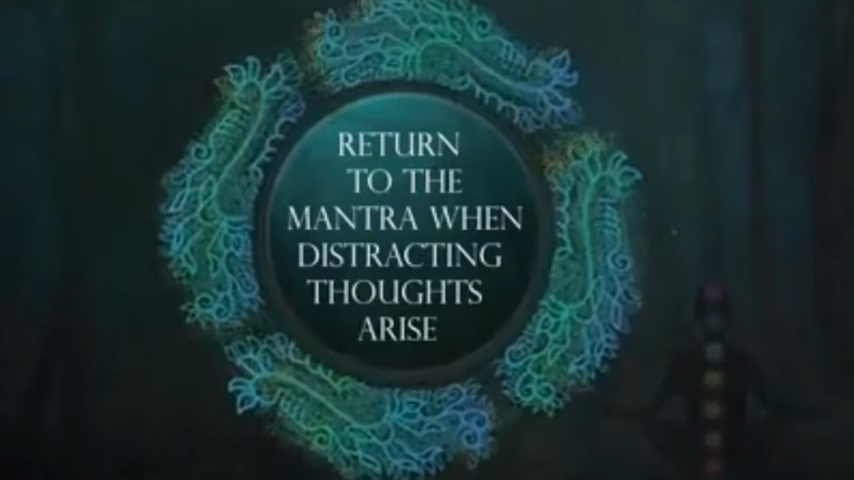 RETURN
TO THE
MANTRA WHEN
DISTRACTING
THOUGHTS
ARISE